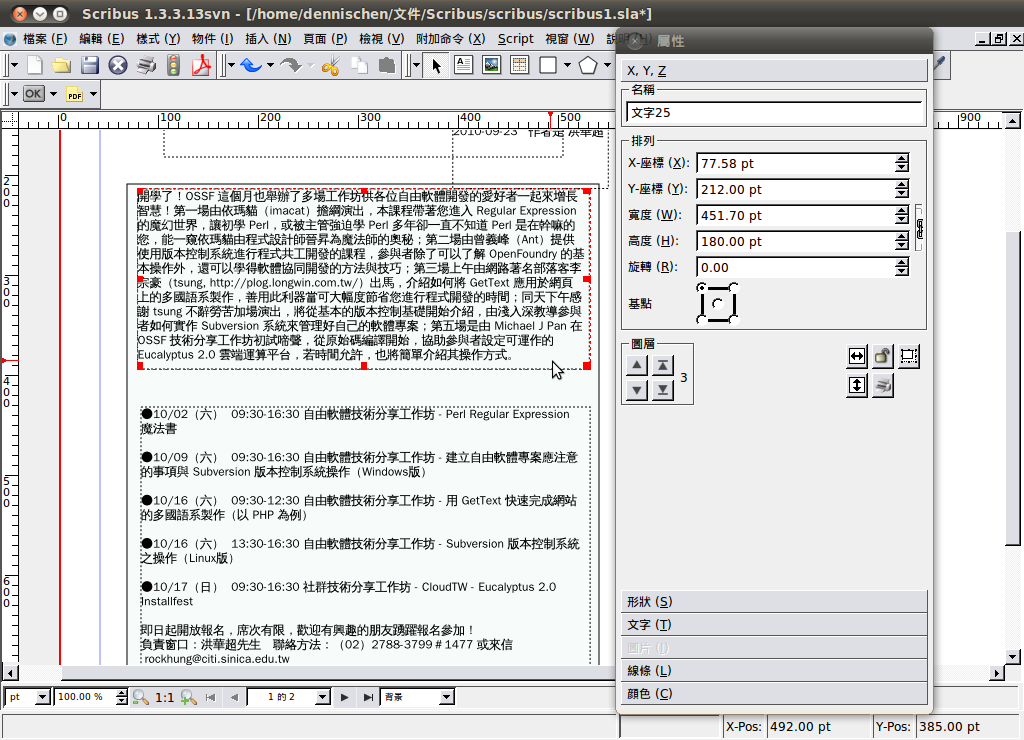 Scribus 1.3.3.13svn - [/home/dennischen/文件/Scribus/scribus/scribus1.sla*]
檔案 (F) 編輯 (E) 樣式 (Y) 物件 (I) 插入 (N) 頁面 (P) 檢視 (V) 附加命令 (X) Script 視窗 (W)
屬性
X, Y, Z
名稱
文字25
排列
X-座標 (X): 77.58 pt
Y-座標 (Y): 212.00 pt
寬度 (W): 451.70 pt
高度 (H): 180.00 pt
旋轉 (R): 0.00
基點
圖層
3
形狀 (S)
文字 (T)
圖片 (I)
線條 (L)
顏色 (C)
OK
PDF
0 100 200 300 400 500 900
200
300
400
500
600
2010-09-23 作者是 洪華超
開學了！OSSF 這個月也舉辦了多場工作坊供各位自由軟體開發的愛好者一起來增長
智慧！第一場由依瑪貓（imacat）擔綱演出，本課程帶著您進入 Regular Expression
的魔幻世界，讓初學 Perl，或被主管強迫學 Perl 多年卻一直不知道 Perl 是在幹嘛的
您，能一窺依瑪貓由程式設計師晉昇為魔法師的奧秘；第二場由曾義峰（Ant）提供
使用版本控制系統進行程式共工開發的課程，參與者除了可以了解 OpenFoundry 的基
本操作外，還可以學得軟體協同開發的方法與技巧；第三場上午由網路著名部落客李
宗豪（tsung, http://plog.longwin.com.tw/）出馬，介紹如何將 GetText 應用於網頁
上的多國語系製作，善用此利器當可大幅度節省您進行程式開發的時間；同天下午感
謝 tsung 不辭勞苦加場演出，將從基本的版本控制基礎開始介紹，由淺入深教導參與
者如何實作 Subversion 系統來管理好自己的軟體專案；第五場是由 Michael J Pan 在
OSSF 技術分享工作坊初試啼聲，從原始碼編譯開始，協助參與者設定可運作的
Eucalyptus 2.0 雲端運算平台，若時間允許，也將簡單介紹其操作方式。
●10/02（六） 09:30-16:30 自由軟體技術分享工作坊 - Perl Regular Expression
魔法書
●10/09（六） 09:30-16:30 自由軟體技術分享工作坊 - 建立自由軟體專案應注意
的事項與 Subversion 版本控制系統操作（Windows版）
●10/16（六） 09:30-12:30 自由軟體技術分享工作坊 - 用 GetText 快速完成網站
的多國語系製作（以 PHP 為例）
●10/16（六） 13:30-16:30 自由軟體技術分享工作坊 - Subversion 版本控制系統
之操作（Linux版）
●10/17（日） 09:30-16:30 社群技術分享工作坊 - CloudTW - Eucalyptus 2.0
Installfest
即日起開放報名，席次有限，歡迎有興趣的朋友踴躍報名參加！
負責窗口：洪華超先生 聯絡方法：（02）2788-3799＃1477 或來信
rockhung@citi.sinica.edu.tw
pt 100.00 % 1:1 1 的 2 背景
X-Pos: 492.00 pt Y-Pos: 385.00 pt